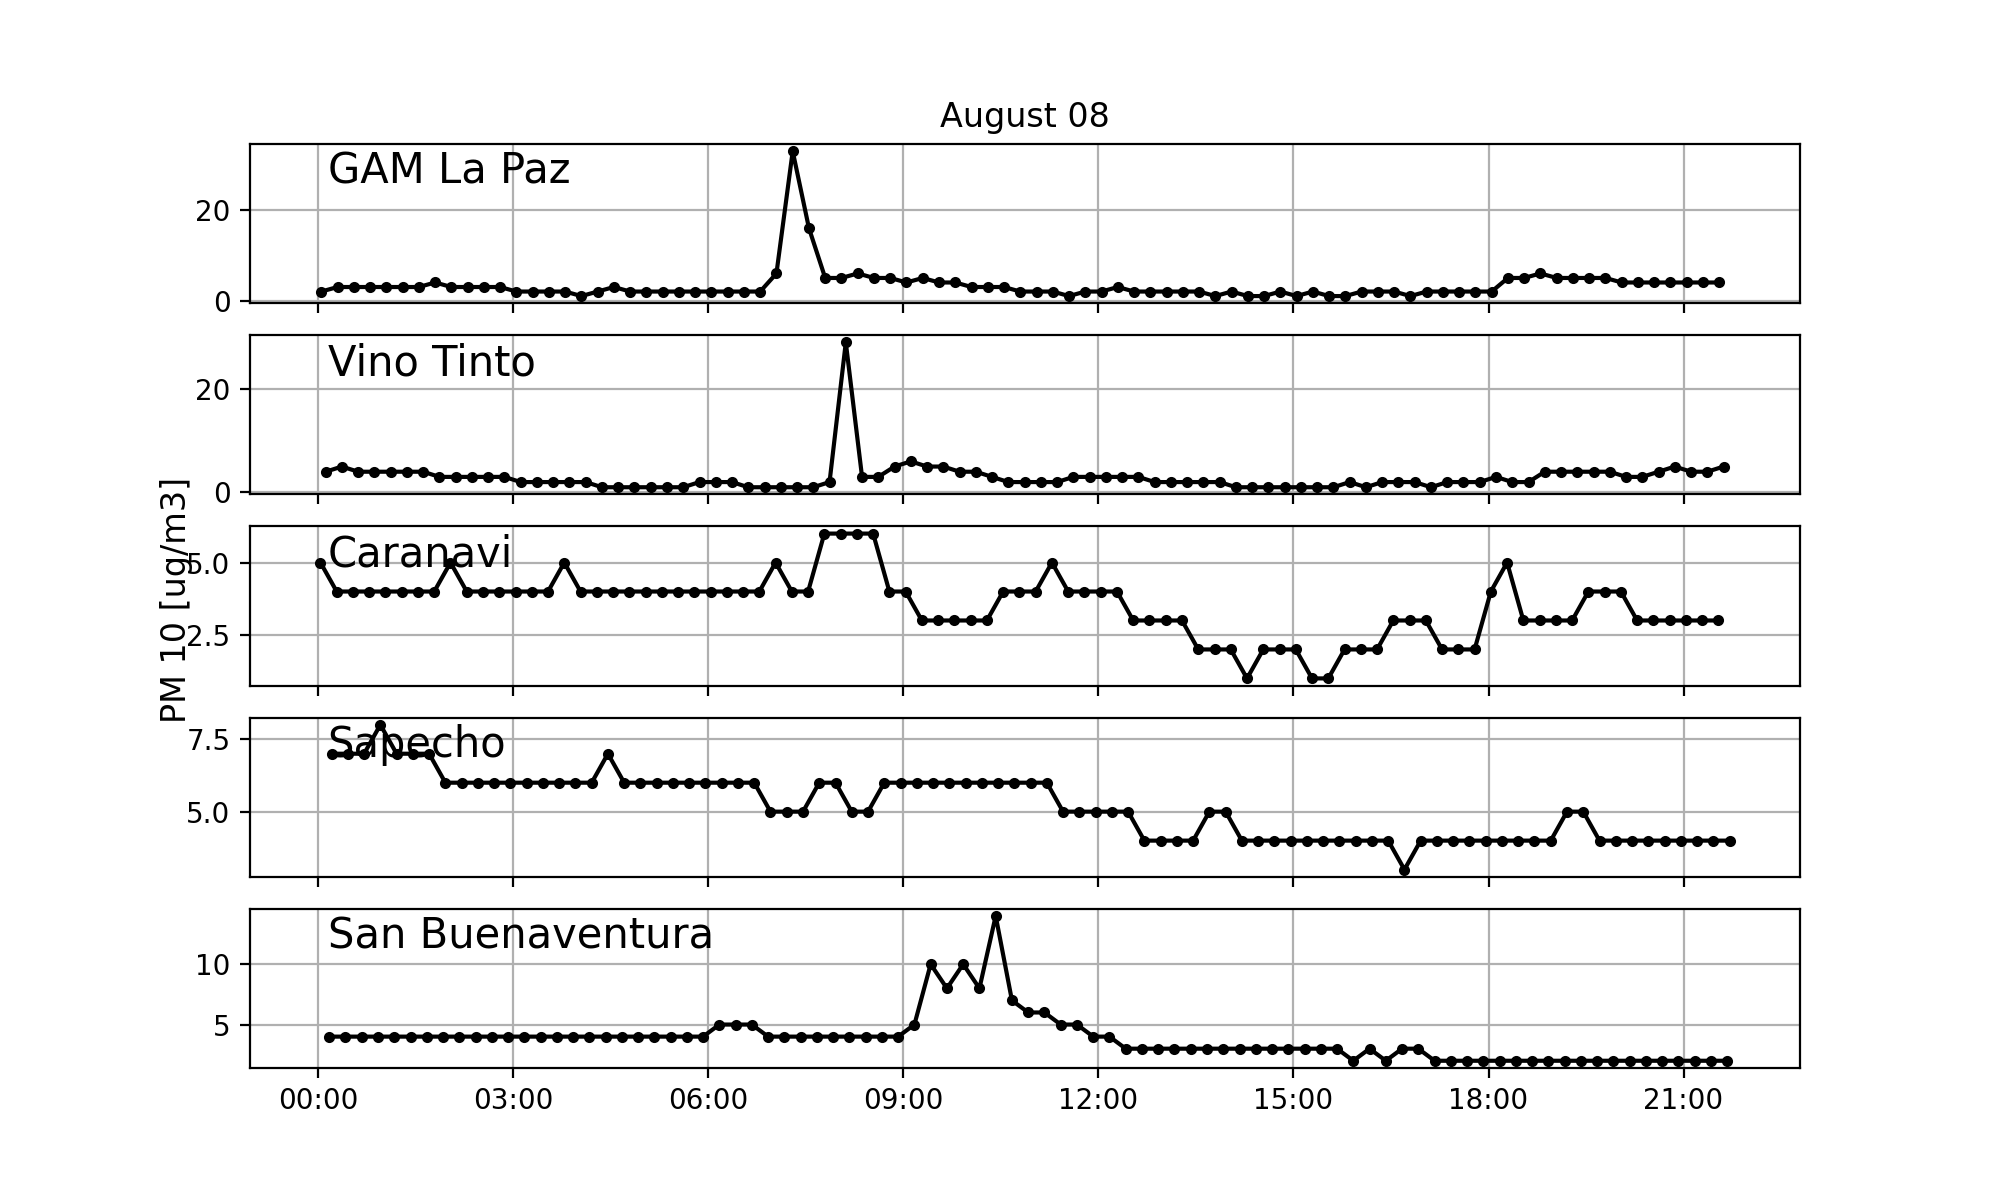 August 08
GAM La Paz
20
0
Vino Tinto
20
0
PM 10 [ug/m3]
Caranavi
5.0
2.5
Sapecho
7.5
5.0
San Buenaventura
10
5
00:00 03:00 06:00 09:00 12:00 15:00 18:00 21:00